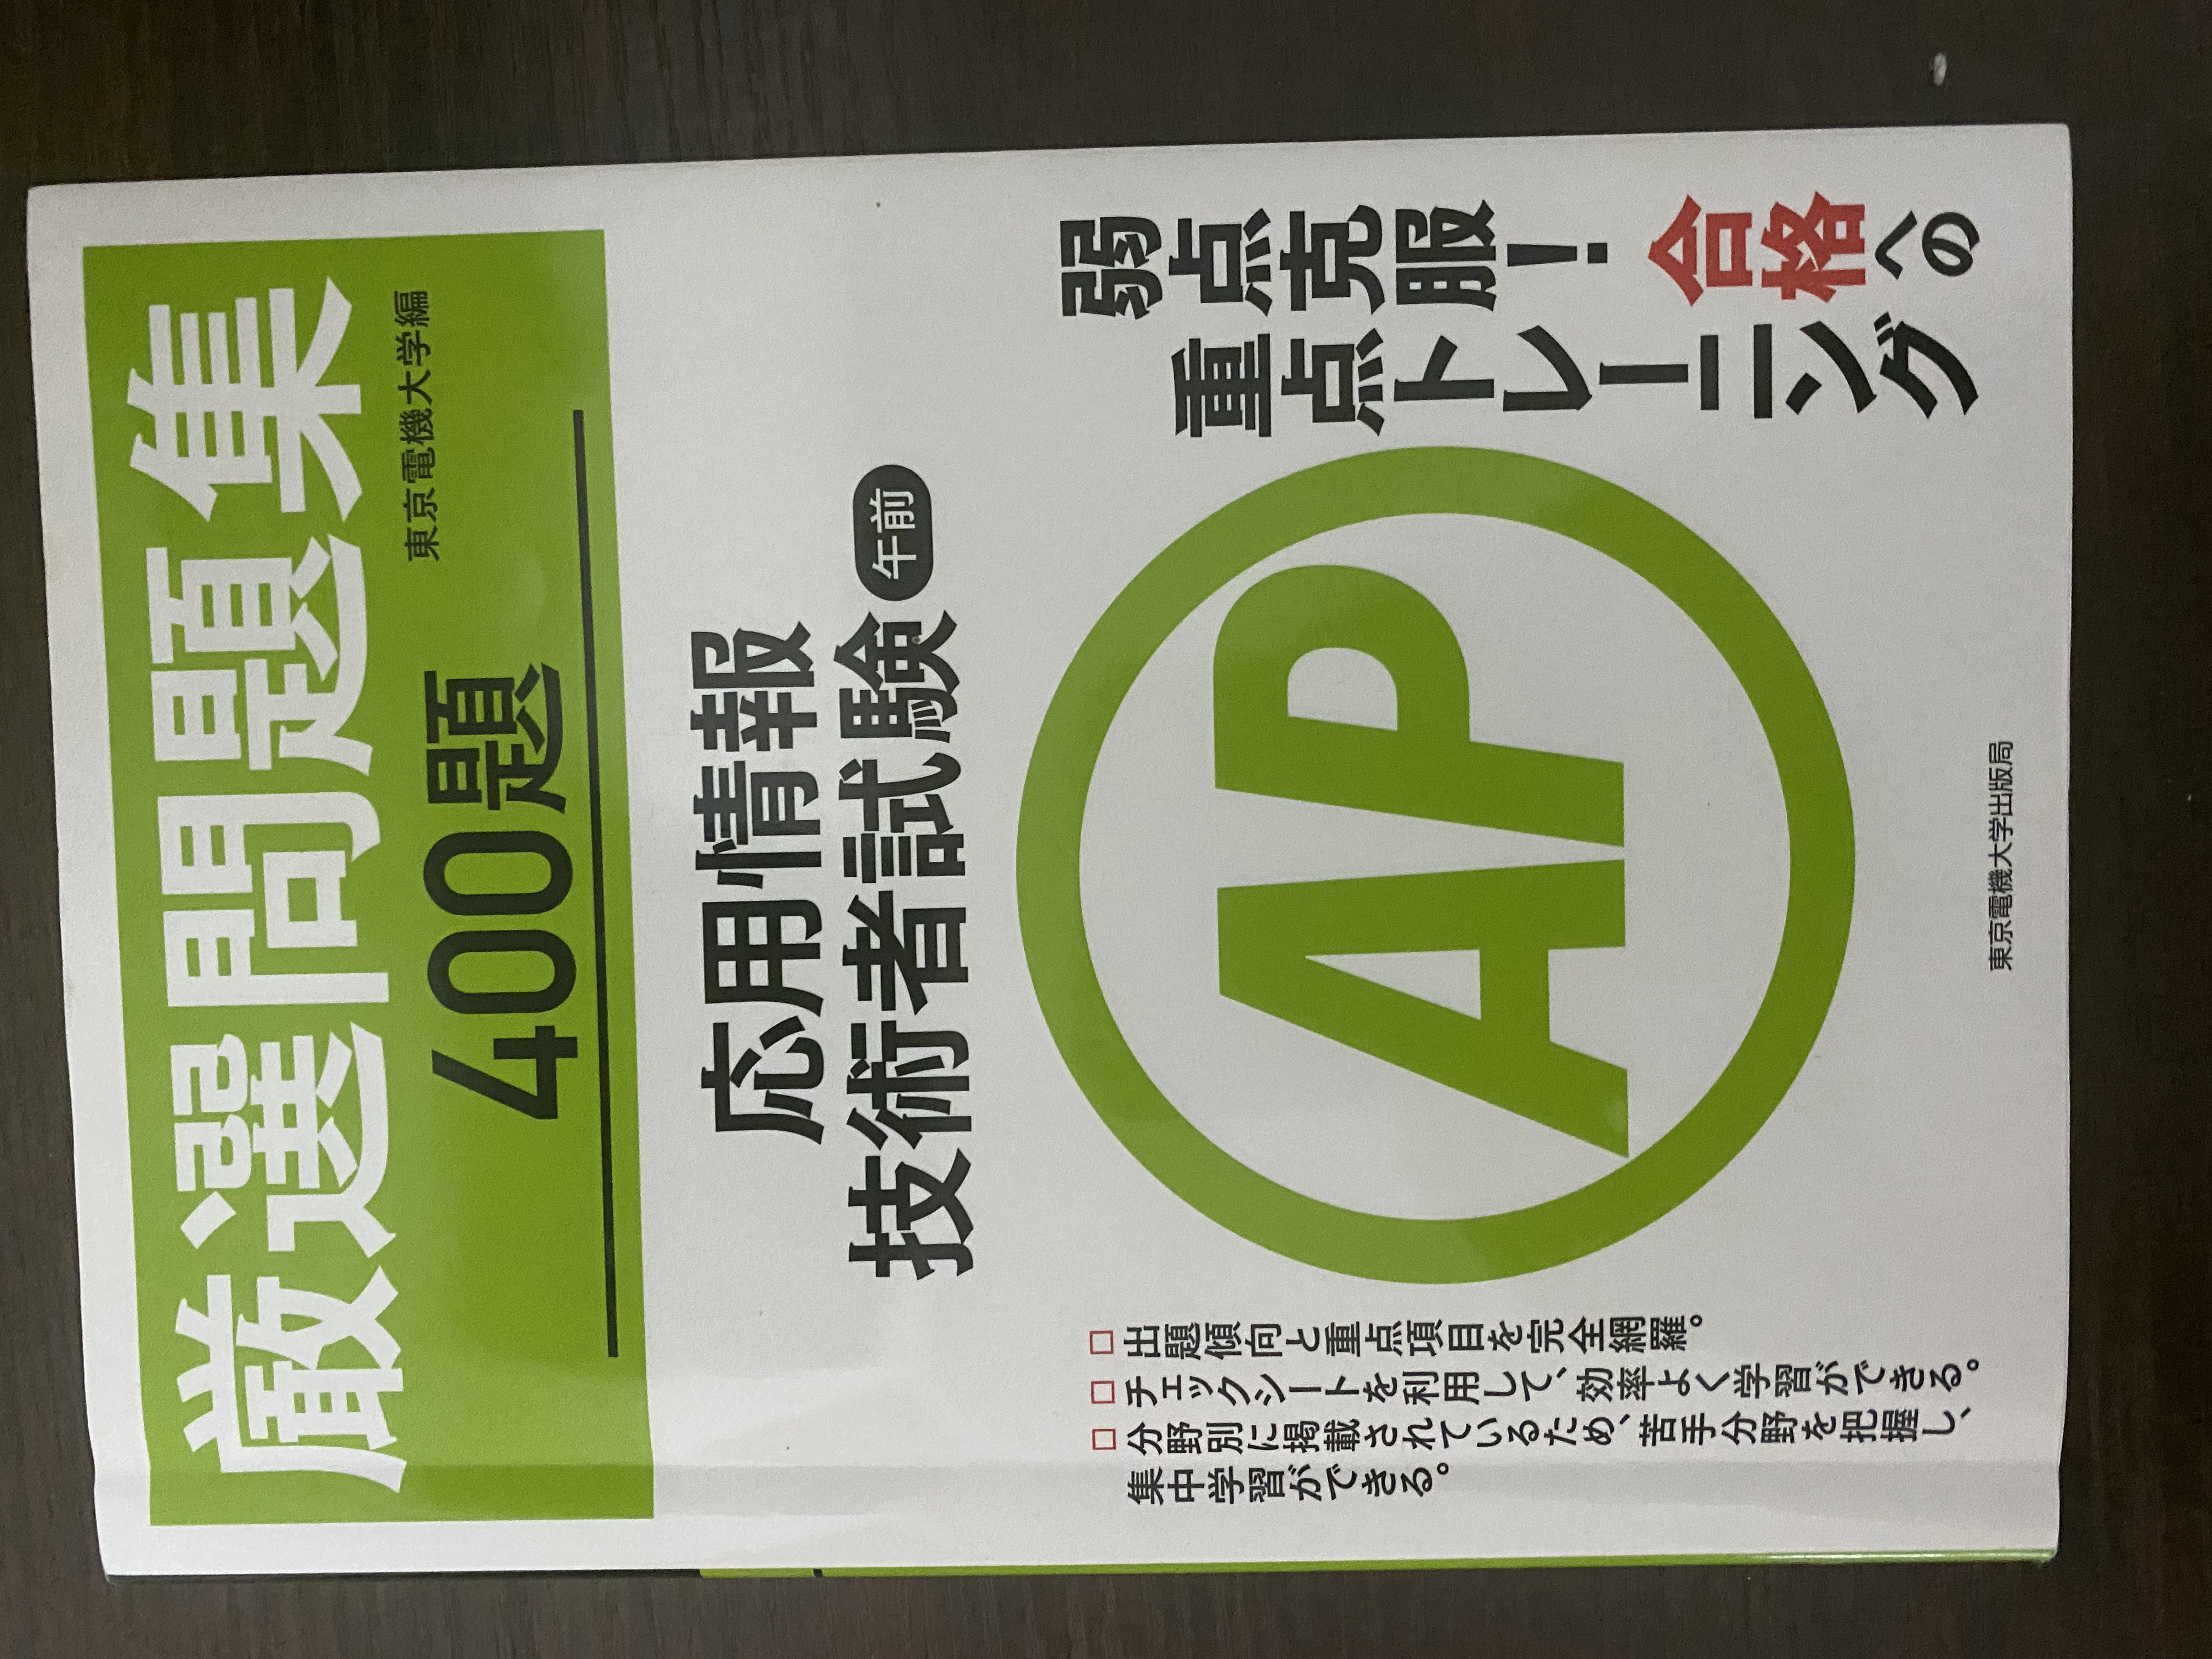 厳選問題集
東京電機大学編
400題
応用情報
技術者試験 午前
弱点克服！合格への
重点トレーニング
AP
□出題傾向と重点項目を完全網羅。
□チェックシートを利用して、効率よく学習ができる。
□分野別に掲載されているため、苦手分野を把握し、
集中学習ができる。
東京電機大学出版局